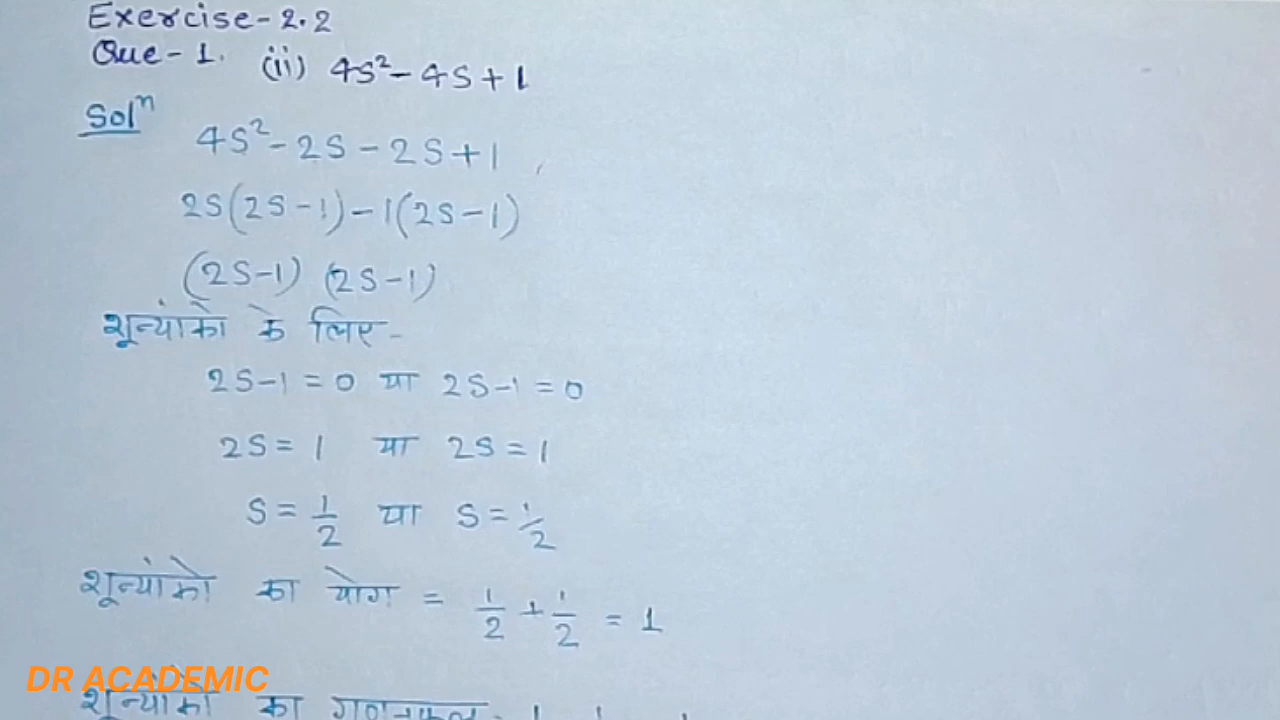 Exercise-2.2
Que-1. (ii) 4S²-4S+1
Solⁿ
4S²-2S-2S+1
2S(2S-1)-1(2S-1)
(2S-1) (2S-1)
शून्यांको के लिए-
2S-1=0 या 2S-1=0
2S=1 या 2S=1
S=1/2 या S=1/2
शून्यांको का योग = 1/2+1/2 = 1
DR ACADEMIC
शून्यांको का गुणनफल